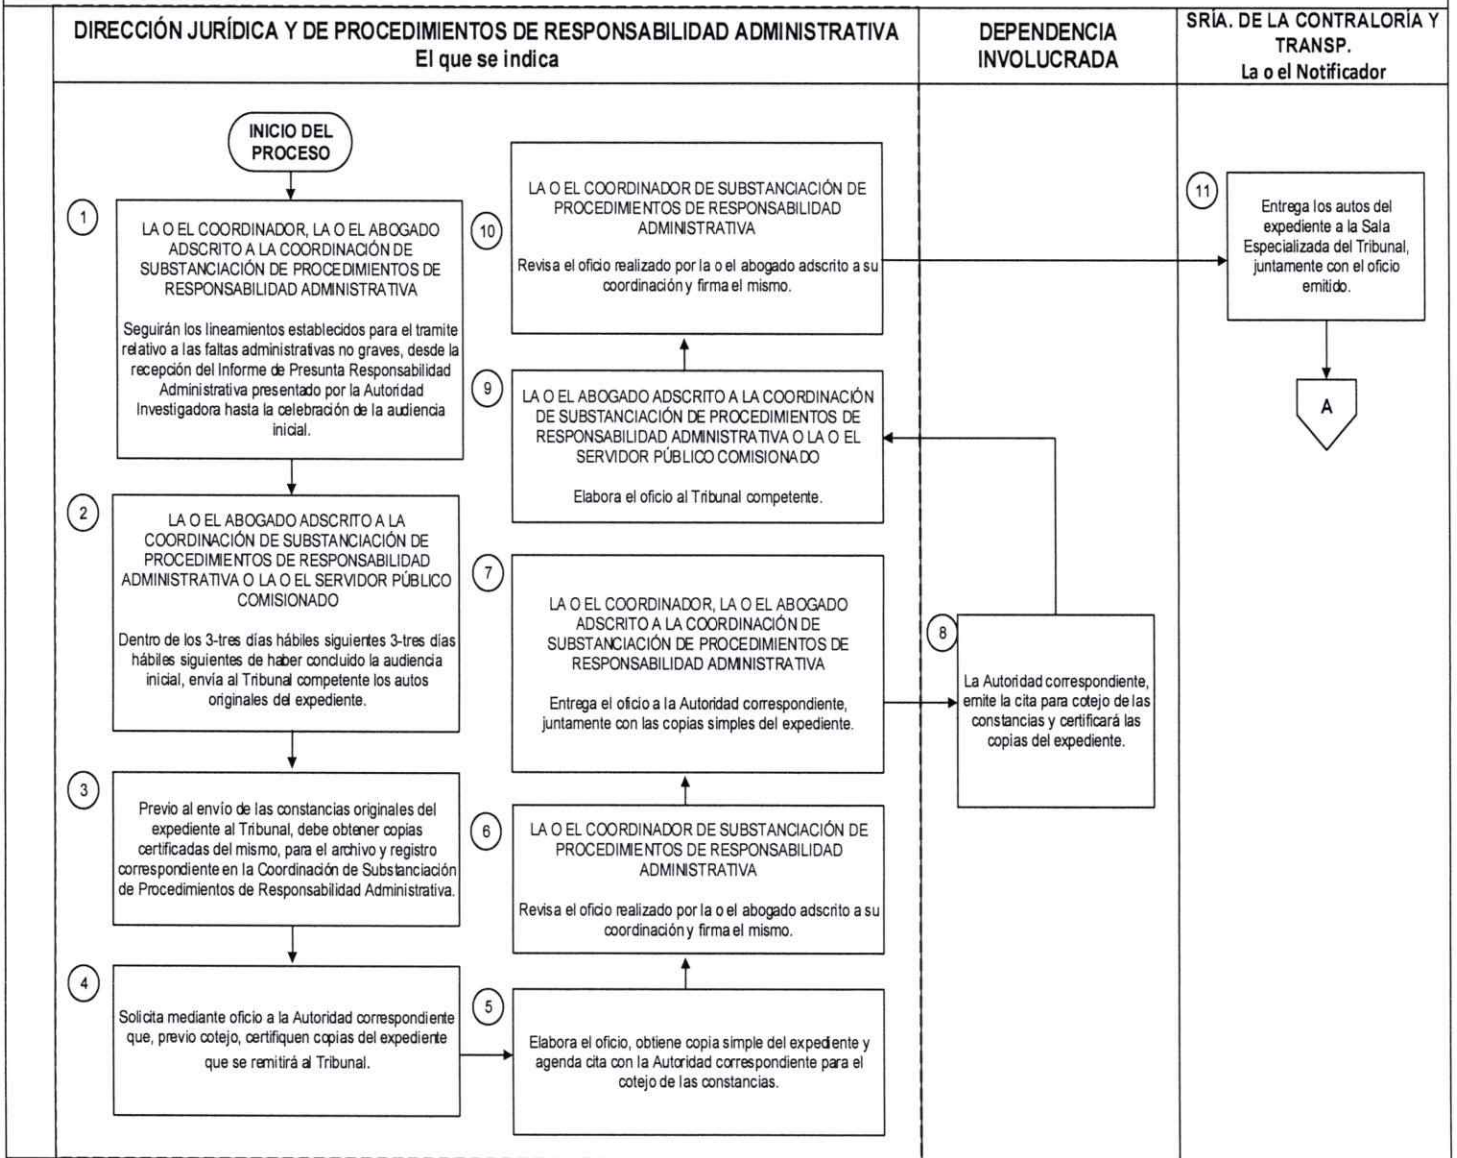 DIRECCIÓN JURÍDICA Y DE PROCEDIMIENTOS DE RESPONSABILIDAD ADMINISTRATIVA
El que se indica
DEPENDENCIA
INVOLUCRADA
SRÍA. DE LA CONTRALORÍA Y
TRANSP.
La o el Notificador
INICIO DEL
PROCESO
1
LA O EL COORDINADOR, LA O EL ABOGADO
ADSCRITO A LA COORDINACIÓN DE
SUBSTANCIACIÓN DE PROCEDIMIENTOS DE
RESPONSABILIDAD ADMINISTRATIVA
Seguirán los lineamientos establecidos para el tramite
relativo a las faltas administrativas no graves, desde la
recepción del Informe de Presunta Responsabilidad
Administrativa presentado por la Autoridad
Investigadora hasta la celebración de la audiencia
inicial.
2
LA O EL ABOGADO ADSCRITO A LA
COORDINACIÓN DE SUBSTANCIACIÓN DE
PROCEDIMIENTOS DE RESPONSABILIDAD
ADMINISTRATIVA O LA O EL SERVIDOR PÚBLICO
COMISIONADO
Dentro de los 3-tres días hábiles siguientes 3-tres días
hábiles siguientes de haber concluido la audiencia
inicial, envía al Tribunal competente los autos
originales del expediente.
3
Previo al envío de las constancias originales del
expediente al Tribunal, debe obtener copias
certificadas del mismo, para el archivo y registro
correspondiente en la Coordinación de Substanciación
de Procedimientos de Responsabilidad Administrativa.
4
Solicita mediante oficio a la Autoridad correspondiente
que, previo cotejo, certifiquen copias del expediente
que se remitirá al Tribunal.
5
Elabora el oficio, obtiene copia simple del expediente y
agenda cita con la Autoridad correspondiente para el
cotejo de las constancias.
6
LA O EL COORDINADOR DE SUBSTANCIACIÓN DE
PROCEDIMIENTOS DE RESPONSABILIDAD
ADMINISTRATIVA
Revisa el oficio realizado por la o el abogado adscrito a su
coordinación y firma el mismo.
7
LA O EL COORDINADOR, LA O EL ABOGADO
ADSCRITO A LA COORDINACIÓN DE
SUBSTANCIACIÓN DE PROCEDIMIENTOS DE
RESPONSABILIDAD ADMINISTRATIVA
Entrega el oficio a la Autoridad correspondiente,
juntamente con las copias simples del expediente.
8
La Autoridad correspondiente,
emite la cita para cotejo de las
constancias y certificará las
copias del expediente.
9
LA O EL ABOGADO ADSCRITO A LA COORDINACIÓN
DE SUBSTANCIACIÓN DE PROCEDIMIENTOS DE
RESPONSABILIDAD ADMINISTRATIVA O LA O EL
SERVIDOR PÚBLICO COMISIONADO
Elabora el oficio al Tribunal competente.
10
LA O EL COORDINADOR DE SUBSTANCIACIÓN DE
PROCEDIMIENTOS DE RESPONSABILIDAD
ADMINISTRATIVA
Revisa el oficio realizado por la o el abogado adscrito a su
coordinación y firma el mismo.
11
Entrega los autos del
expediente a la Sala
Especializada del Tribunal,
juntamente con el oficio
emitido.
A